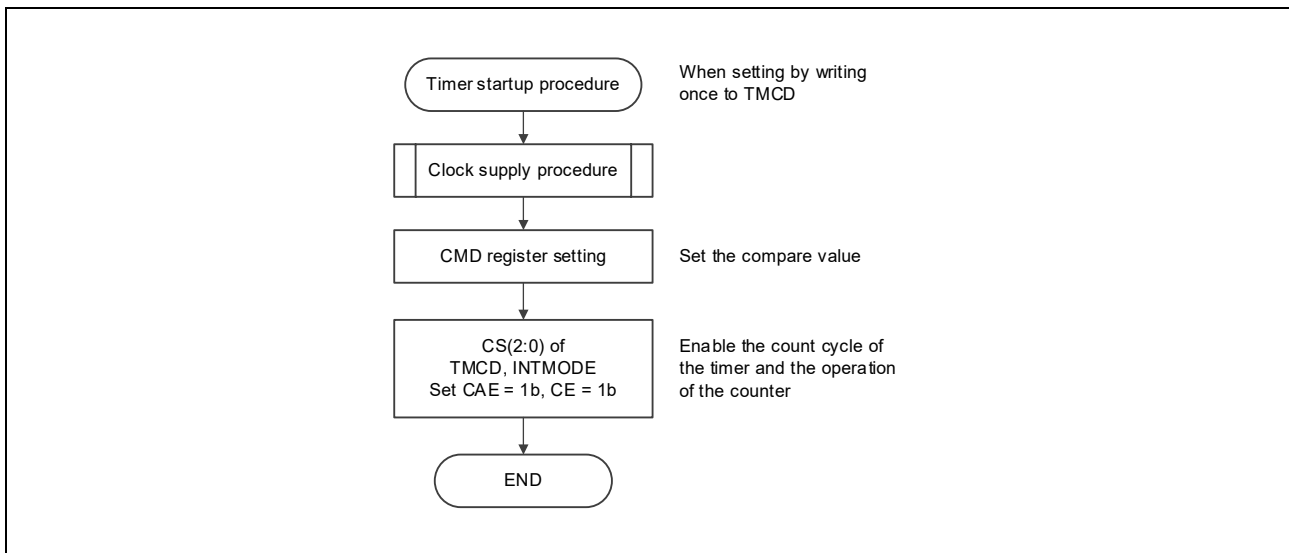 Timer startup procedure
When setting by writing
once to TMCD
Clock supply procedure
CMD register setting
Set the compare value
CS(2:0) of
TMCD, INTMODE
Set CAE = 1b, CE = 1b
Enable the count cycle of
the timer and the operation
of the counter
END